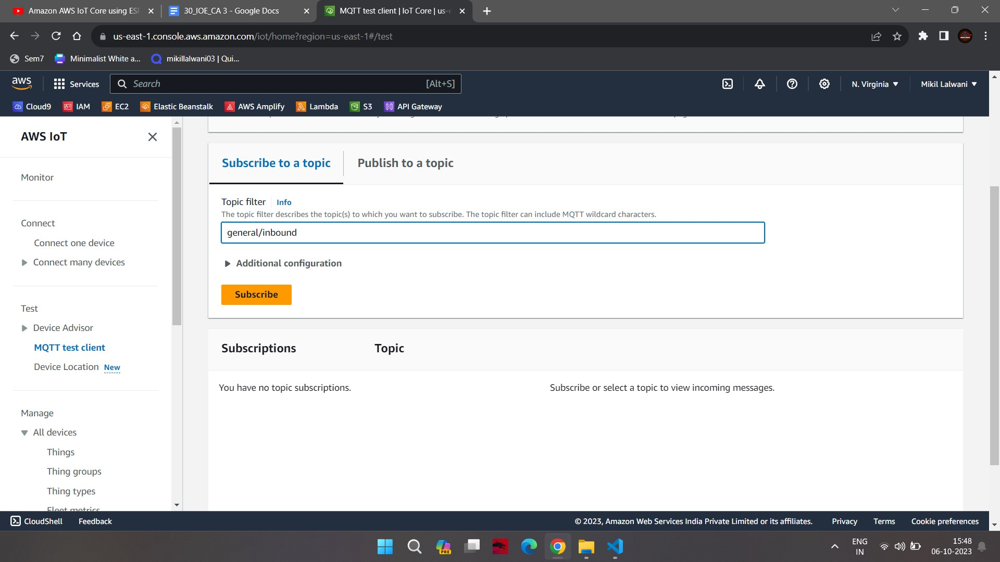 Amazon AWS IoT Core using ESP
30_IOE_CA 3 - Google Docs
MQTT test client | IoT Core | us-e
us-east-1.console.aws.amazon.com/iot/home?region=us-east-1#/test
Sem7
Minimalist White a...
mikillalwani03 | Qui...
aws
Services
Search
[Alt+S]
N. Virginia
Mikil Lalwani
Cloud9
IAM
EC2
Elastic Beanstalk
AWS Amplify
Lambda
S3
API Gateway
AWS IoT
Monitor
Connect
Connect one device
Connect many devices
Test
Device Advisor
MQTT test client
Device Location New
Manage
All devices
Things
Thing groups
Thing types
Fleet metrics
Subscribe to a topic
Publish to a topic
Topic filter
Info
The topic filter describes the topic(s) to which you want to subscribe. The topic filter can include MQTT wildcard characters.
general/inbound
Additional configuration
Subscribe
Subscriptions
Topic
You have no topic subscriptions.
Subscribe or select a topic to view incoming messages.
CloudShell
Feedback
© 2023, Amazon Web Services India Private Limited or its affiliates.
Privacy
Terms
Cookie preferences
PRE
ENG
IN
15:48
06-10-2023